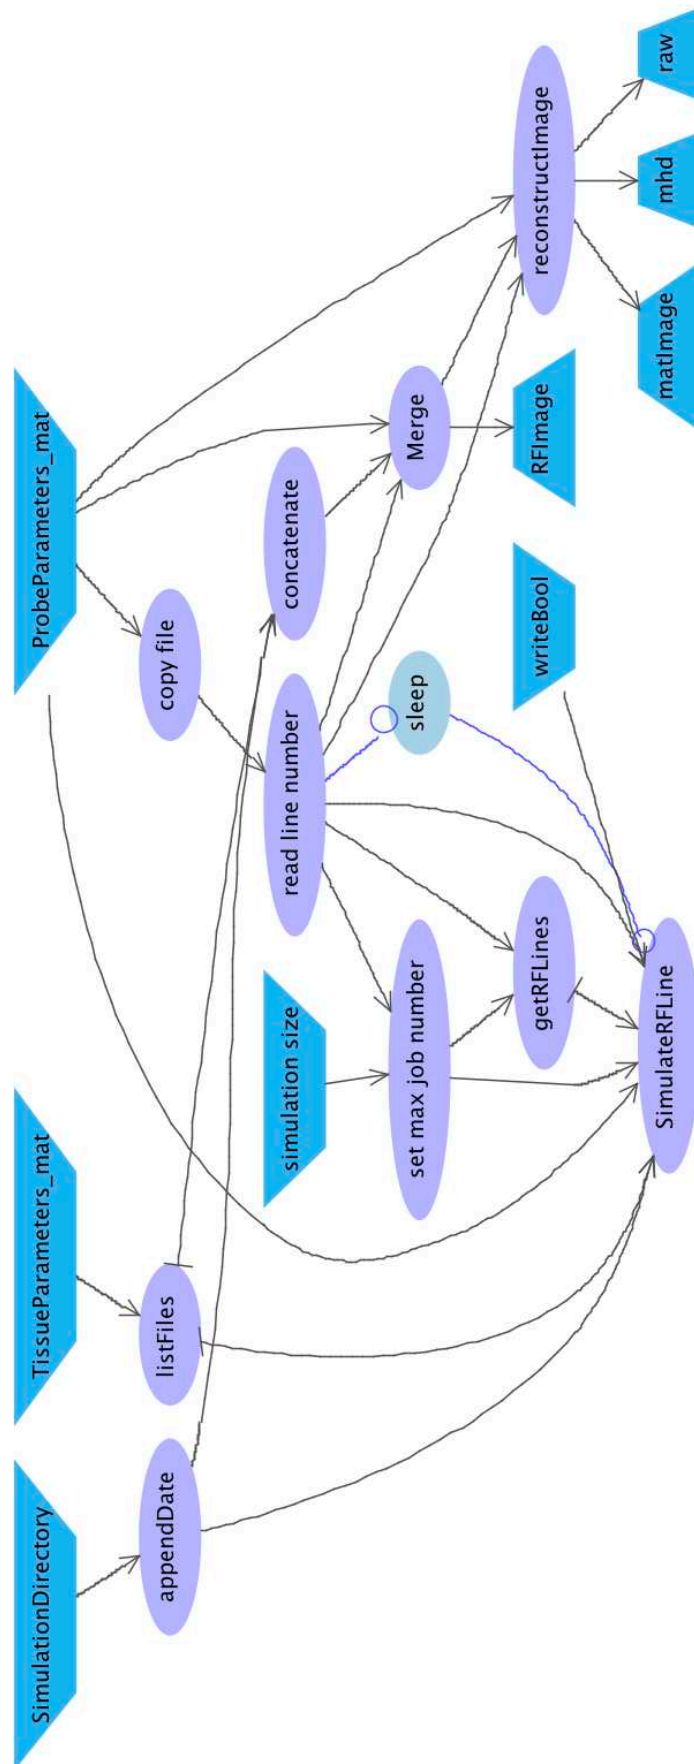 SimulationDirectory
TissueParameters_mat
ProbeParameters_mat
appendDate
listFiles
copy file
simulation size
read line number
concatenate
set max job number
sleep
Merge
getRFLines
writeBool
RFImage
reconstructImage
SimulateRFLine
matImage
mhd
raw